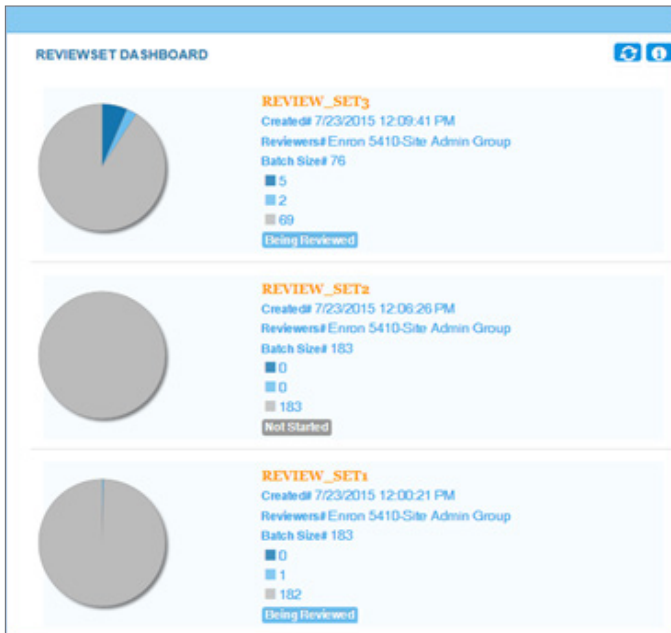 REVIEWSET DASHBOARD
REVIEW_SET3
Created# 7/23/2015 12:09:41 PM
Reviewers# Enron 5410-Site Admin Group
Batch Size# 76
5
2
69
Being Reviewed
REVIEW_SET2
Created# 7/23/2015 12:06:26 PM
Reviewers# Enron 5410-Site Admin Group
Batch Size# 183
0
0
183
Not Started
REVIEW_SET1
Created# 7/23/2015 12:00:21 PM
Reviewers# Enron 5410-Site Admin Group
Batch Size# 183
0
1
182
Being Reviewed